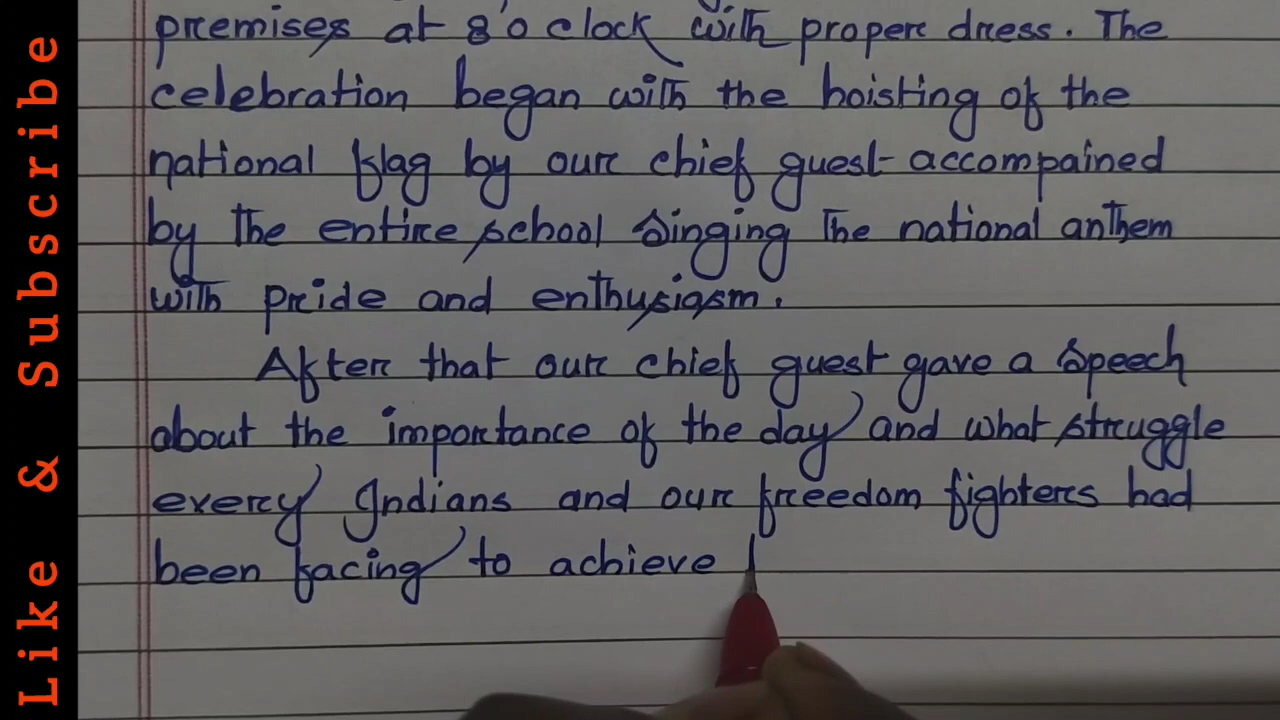 premises at 8'o clock with proper dress. The
celebration began with the hoisting of the
national flag by our chief guest accompained
by the entire school singing the national anthem
with pride and enthusiasm.
After that our chief guest gave a speech
about the importance of the day and what struggle
every Indians and our freedom fighters had
been facing to achieve
Like & Subscribe